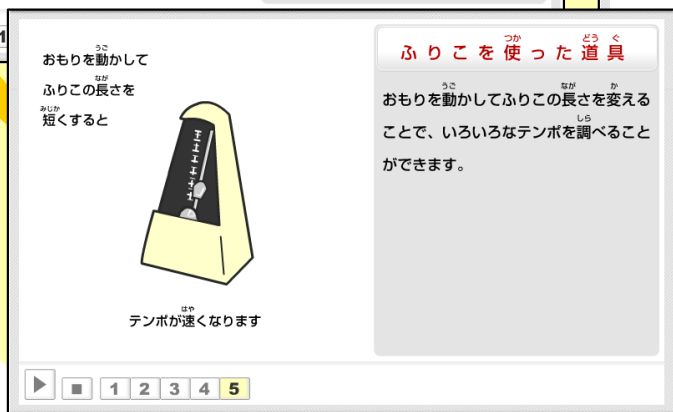 おもりを動かして
ふりこの長さを
短くすると
テンポが速くなります
ふりこを使った道具
おもりを動かしてふりこの長さを変える
ことで、いろいろなテンポを調べること
ができます。
1 2 3 4 5